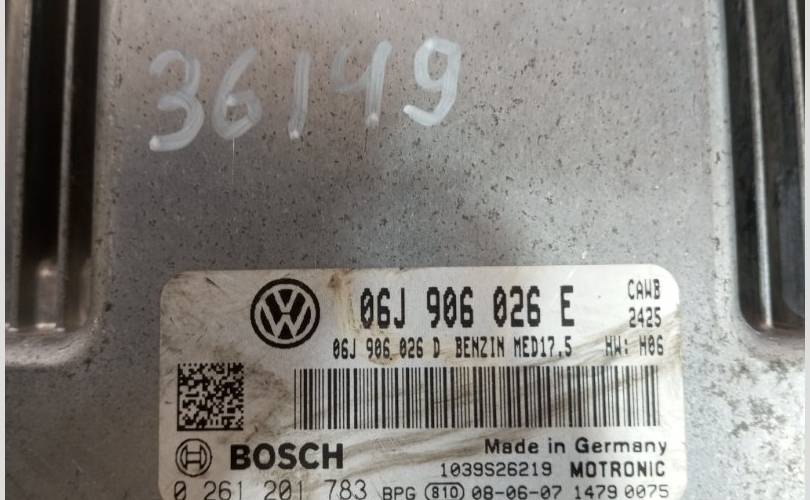 36149
06J 906 026 E CAWB
2425
06J 906 026 D BENZIN MED17.5 HW: H06
BOSCH Made in Germany
1039S26219 MOTRONIC
0 261 201 783 BPG 810 08-06-07 1479 0075